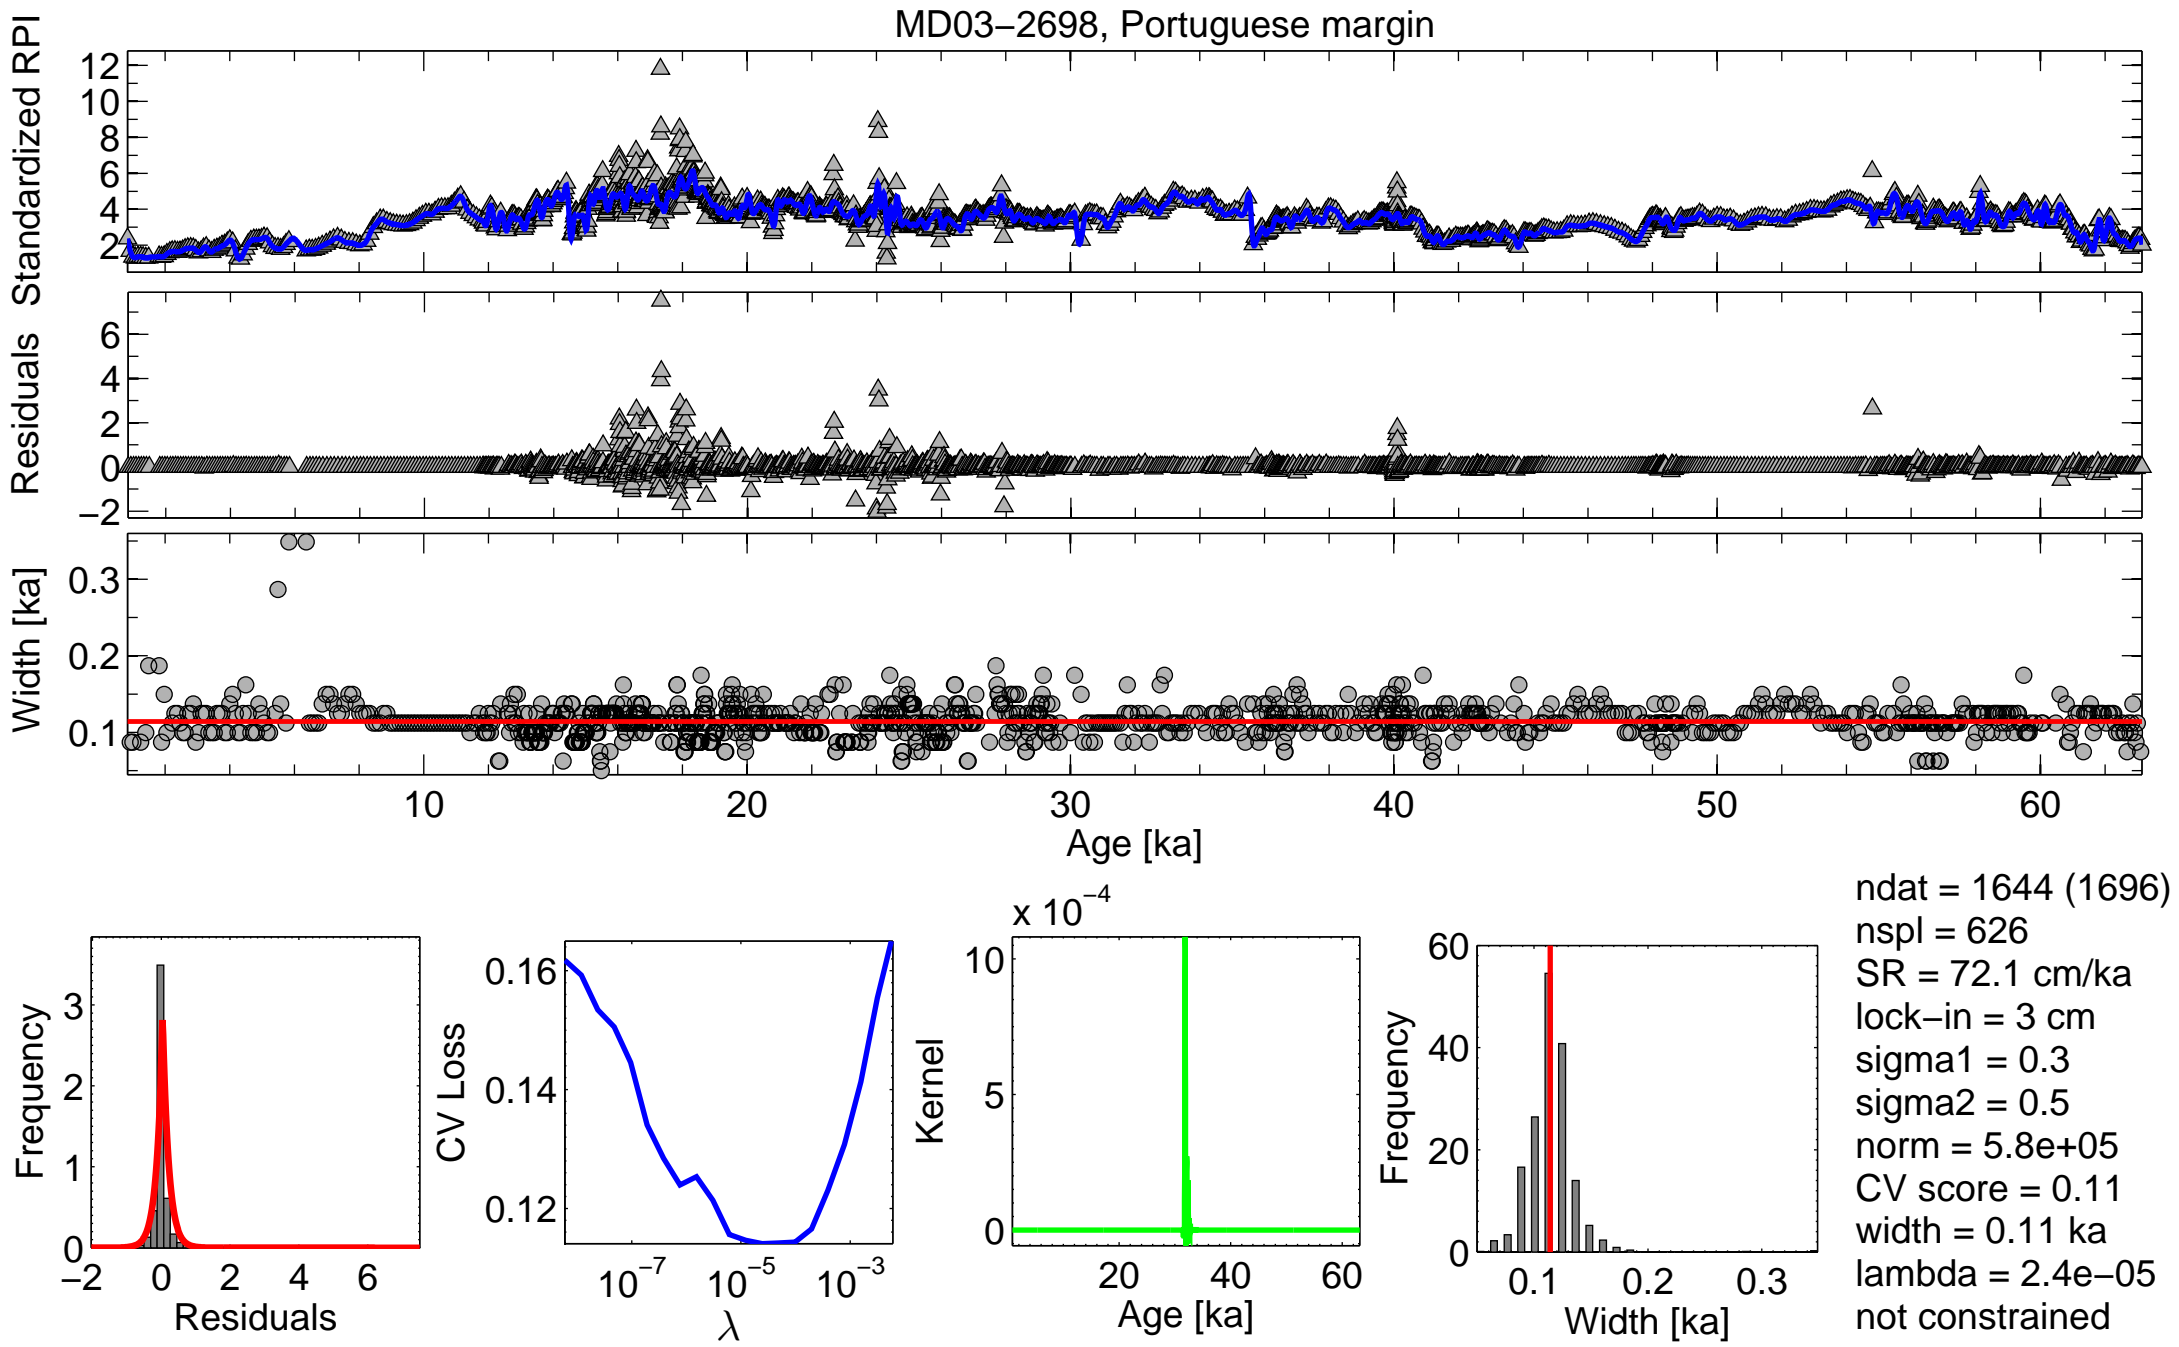 MD03−2698, Portuguese margin
Standardized RPI
12
10
8
6
4
2
Residuals
6
4
2
0
−2
Width [ka]
0.3
0.2
0.1
10
20
30
40
50
60
Age [ka]
Frequency
3
2
1
0
−2
0
2
4
6
Residuals
CV Loss
0.16
0.14
0.12
10−7
10−5
10−3
λ
x 10−4
Kernel
10
5
0
20
40
60
Age [ka]
Frequency
60
40
20
0
0.1
0.2
0.3
Width [ka]
ndat = 1644 (1696)
nspl = 626
SR = 72.1 cm/ka
lock−in = 3 cm
sigma1 = 0.3
sigma2 = 0.5
norm = 5.8e+05
CV score = 0.11
width = 0.11 ka
lambda = 2.4e−05
not constrained